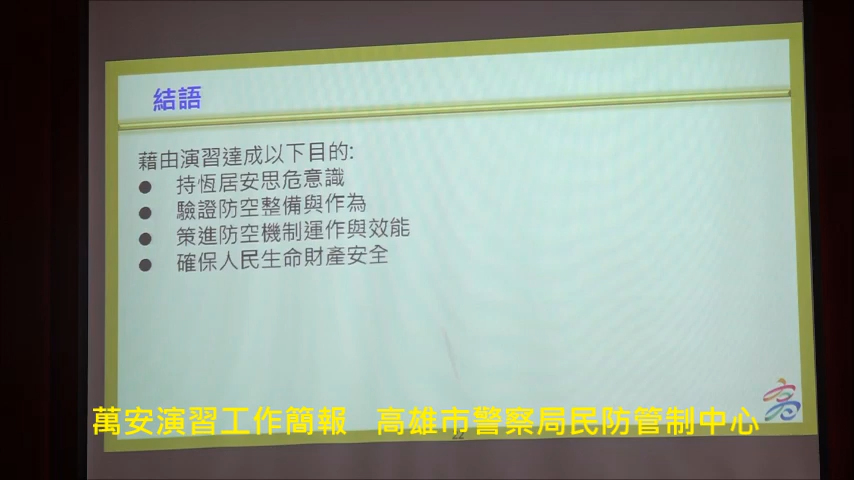 結語
藉由演習達成以下目的:
● 持恆居安思危意識
● 驗證防空整備與作為
● 策進防空機制運作與效能
● 確保人民生命財產安全
萬安演習工作簡報 高雄市警察局民防管制中心
22